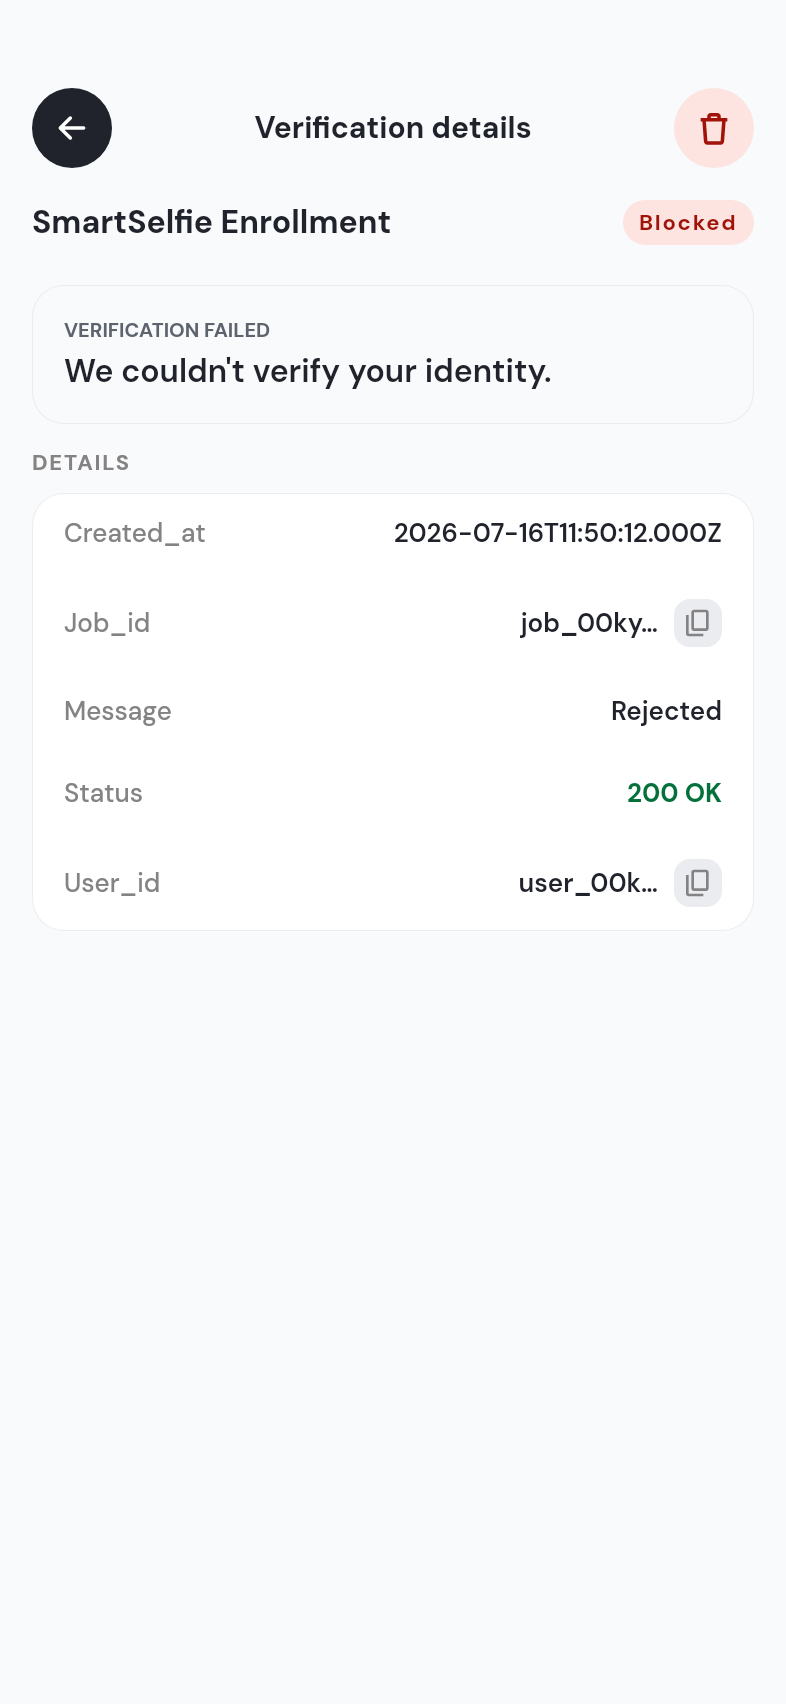 Verification details
SmartSelfie Enrollment
Blocked
VERIFICATION FAILED
We couldn't verify your identity.
DETAILS
Created_at 2026-07-16T11:50:12.000Z
Job_id job_00ky...
Message Rejected
Status 200 OK
User_id user_00k...